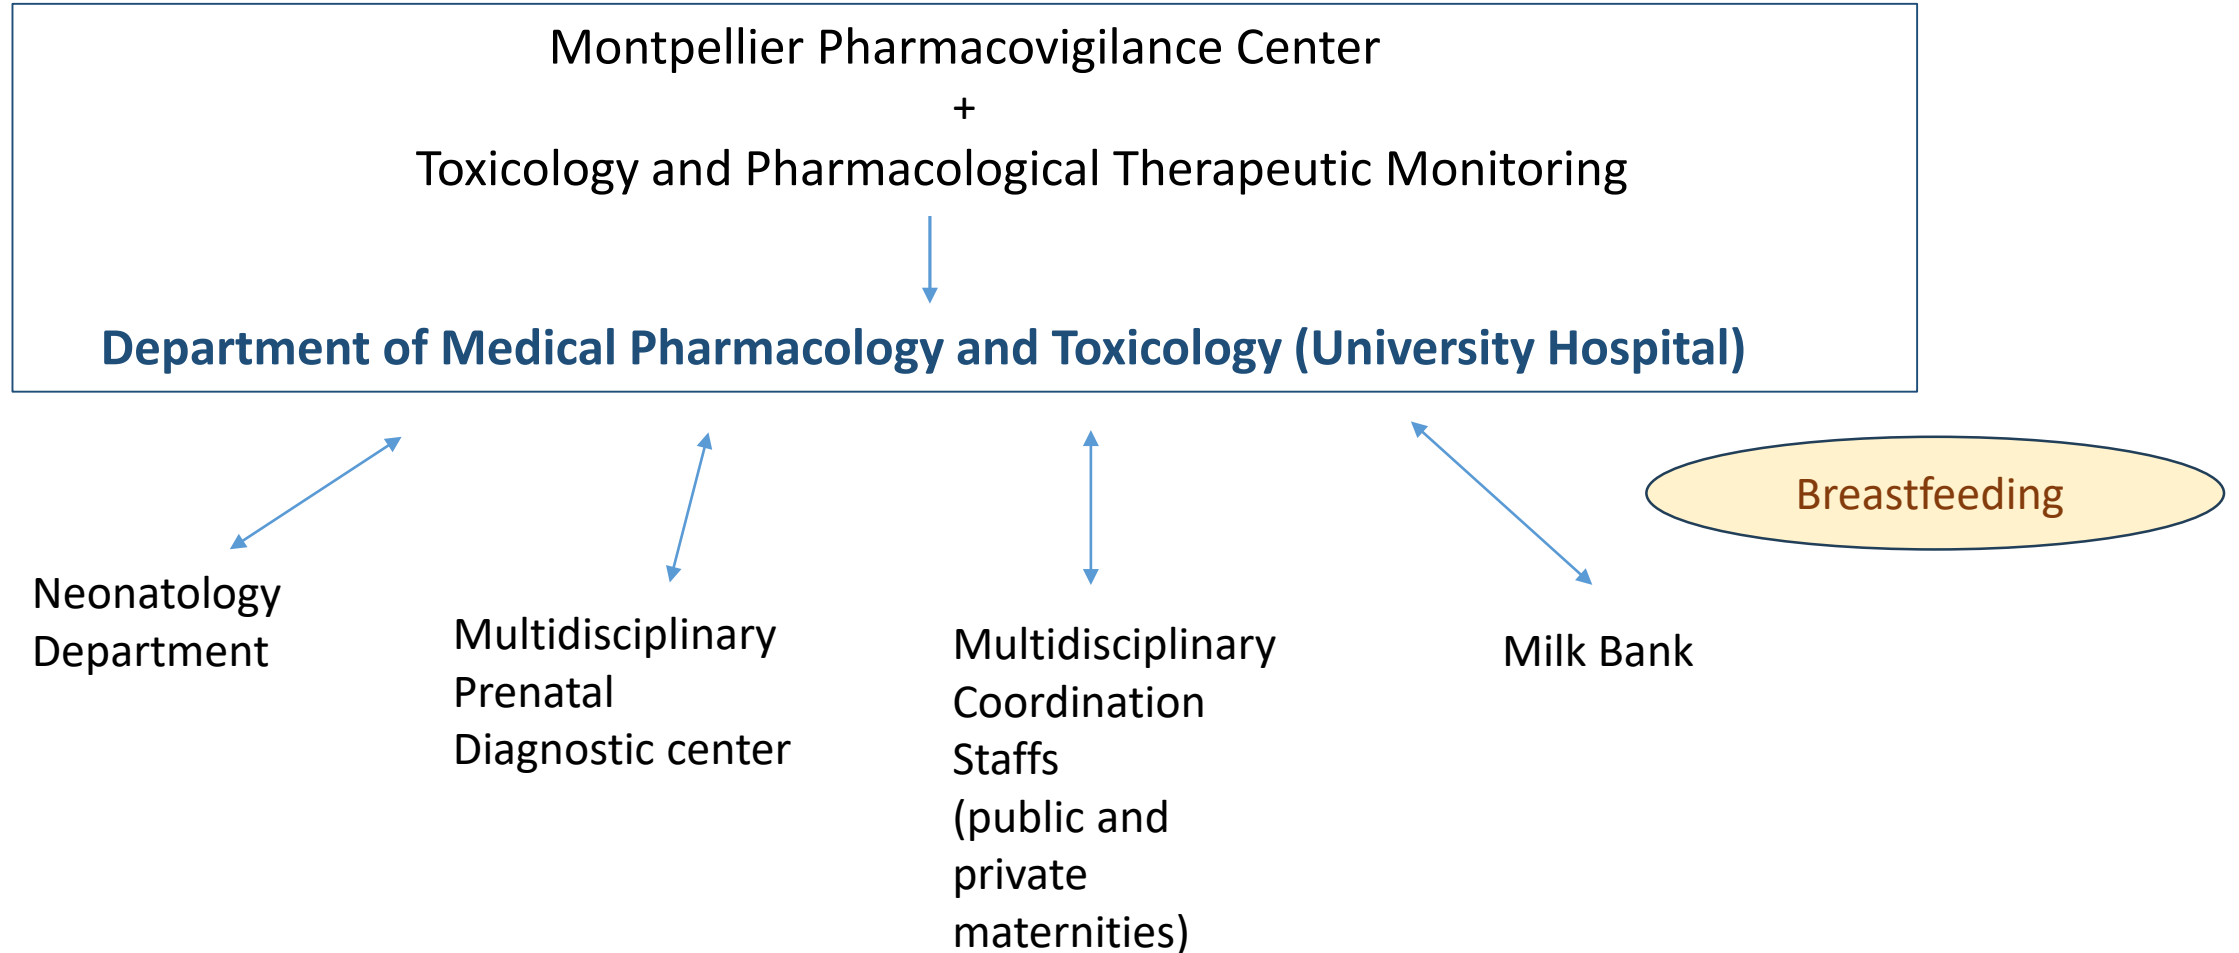 Montpellier Pharmacovigilance Center
+
Toxicology and Pharmacological Therapeutic Monitoring
Department of Medical Pharmacology and Toxicology (University Hospital)
Breastfeeding
Neonatology
Department
Multidisciplinary
Prenatal
Diagnostic center
Multidisciplinary
Coordination
Staffs
(public and
private
maternities)
Milk Bank